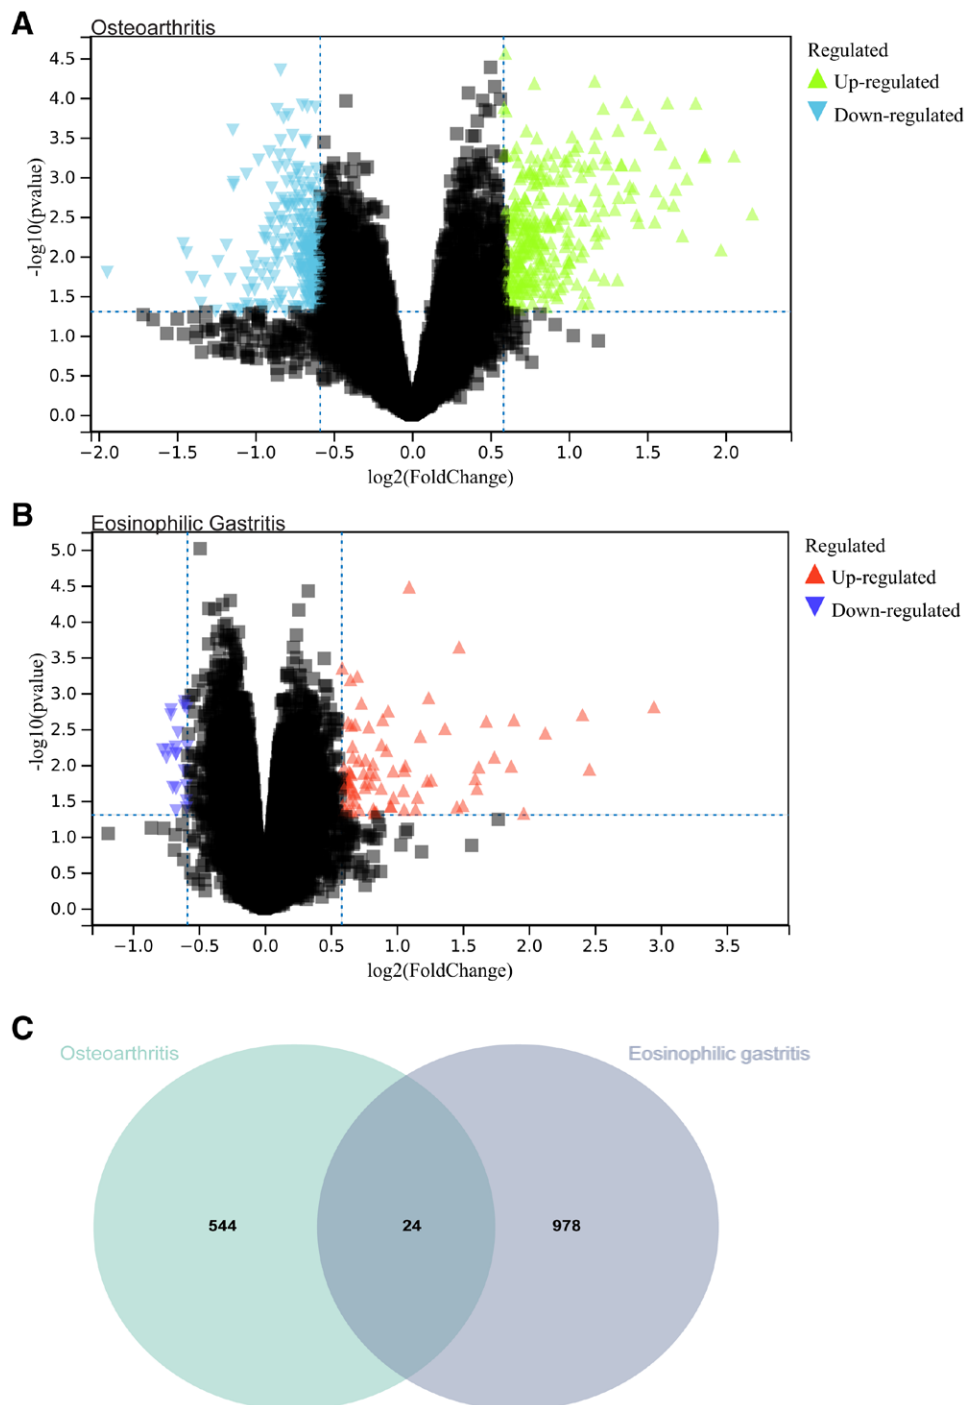 A
Osteoarthritis
Regulated
Up-regulated
Down-regulated
4.5
4.0
3.5
3.0
2.5
2.0
1.5
1.0
0.5
0.0
-log10(pvalue)
−2.0 −1.5 −1.0 −0.5 0.0 0.5 1.0 1.5 2.0
log2(FoldChange)
B
Eosinophilic Gastritis
Regulated
Up-regulated
Down-regulated
5.0
4.5
4.0
3.5
3.0
2.5
2.0
1.5
1.0
0.5
0.0
-log10(pvalue)
−1.0 −0.5 0.0 0.5 1.0 1.5 2.0 2.5 3.0 3.5
log2(FoldChange)
C
Osteoarthritis Eosinophilic gastritis
544 24 978